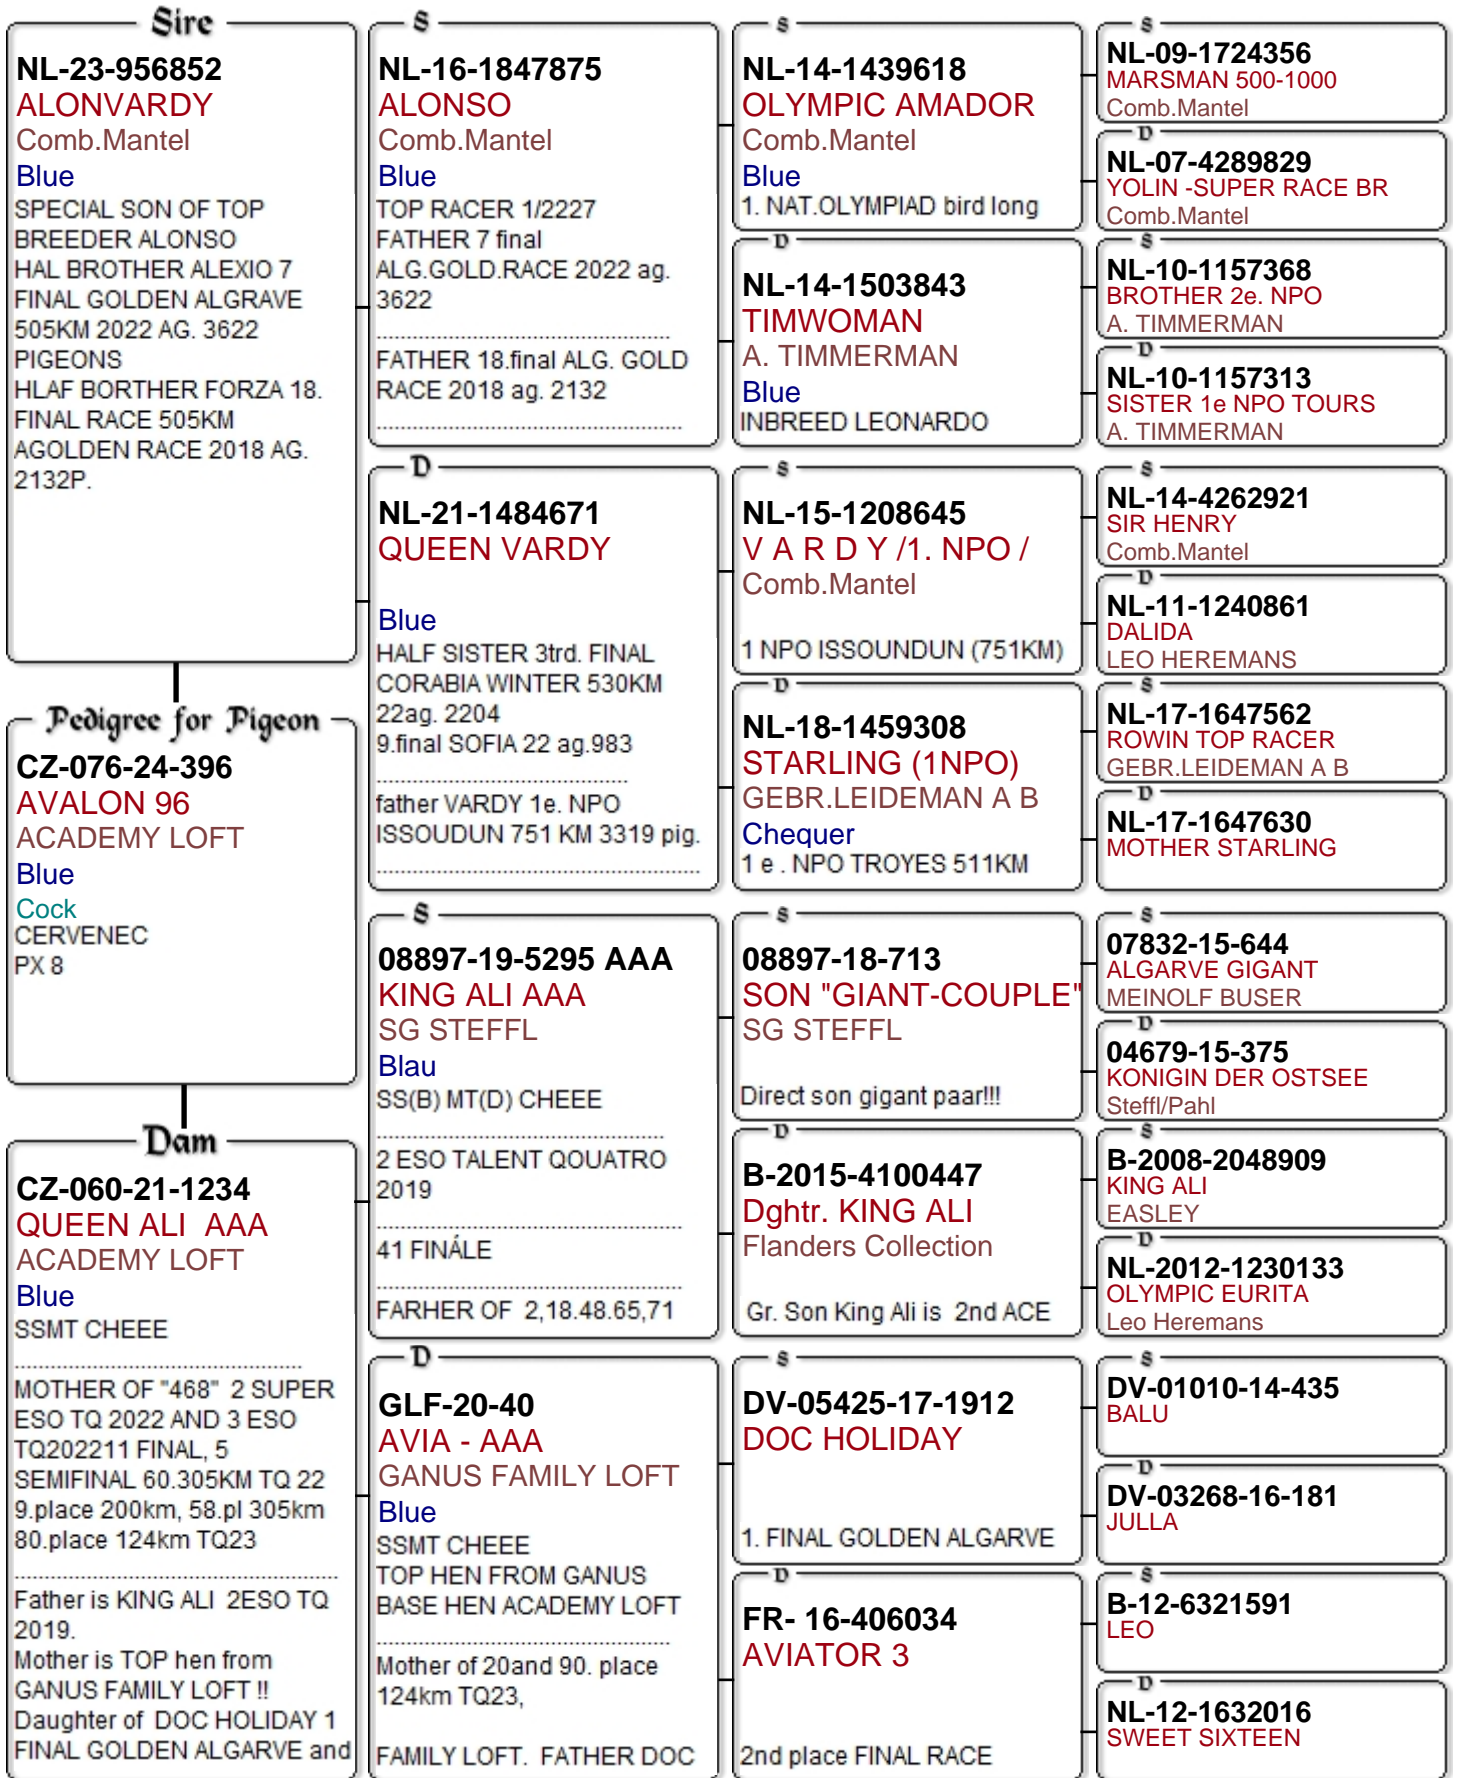 Sire
NL-23-956852
ALONVARDY
Comb.Mantel
Blue
SPECIAL SON OF TOP
BREEDER ALONSO
HAL BROTHER ALEXIO 7
FINAL GOLDEN ALGRAVE
505KM 2022 AG. 3622
PIGEONS
HLAF BORTHER FORZA 18.
FINAL RACE 505KM
AGOLDEN RACE 2018 AG.
2132P.
Pedigree for Pigeon
CZ-076-24-396
AVALON 96
ACADEMY LOFT
Blue
Cock
CERVENEC
PX 8
Dam
CZ-060-21-1234
QUEEN ALI  AAA
ACADEMY LOFT
Blue
SSMT CHEEE
................................................
MOTHER OF "468"  2 SUPER
ESO TQ 2022 AND 3 ESO
TQ202211 FINAL, 5
SEMIFINAL 60.305KM TQ 22
9.place 200km, 58.pl 305km
80.place 124km TQ23
......................................................
Father is KING ALI  2ESO TQ
2019.
Mother is TOP hen from
GANUS FAMILY LOFT !!
Daughter of  DOC HOLIDAY 1
FINAL GOLDEN ALGARVE and
S
NL-16-1847875
ALONSO
Comb.Mantel
Blue
TOP RACER 1/2227
FATHER 7 final
ALG.GOLD.RACE 2022 ag.
3622
.................................................
FATHER 18.final ALG. GOLD
RACE 2018 ag. 2132
...................................................
D
NL-21-1484671
QUEEN VARDY
Blue
HALF SISTER 3trd. FINAL
CORABIA WINTER 530KM
22ag. 2204
9.final SOFIA 22 ag.983
..........................................
father VARDY 1e. NPO
ISSOUDUN 751 KM 3319 pig.
......................................................
S
08897-19-5295 AAA
KING ALI AAA
SG STEFFL
Blau
SS(B) MT(D) CHEEE
................................................
2 ESO TALENT QOUATRO
2019
...................................................
41 FINÁLE
...................................................
FARHER OF  2,18.48.65,71
D
GLF-20-40
AVIA - AAA
GANUS FAMILY LOFT
Blue
SSMT CHEEE
TOP HEN FROM GANUS
BASE HEN ACADEMY LOFT
.................................................
Mother of 20and 90. place
124km TQ23,
FAMILY LOFT.  FATHER DOC
S
NL-14-1439618
OLYMPIC AMADOR
Comb.Mantel
Blue
1. NAT.OLYMPIAD bird long
D
NL-14-1503843
TIMWOMAN
A. TIMMERMAN
Blue
INBREED LEONARDO
S
NL-15-1208645
V A R D Y /1. NPO /
Comb.Mantel
1 NPO ISSOUNDUN (751KM)
D
NL-18-1459308
STARLING (1NPO)
GEBR.LEIDEMAN A B
Chequer
1 e . NPO TROYES 511KM
S
08897-18-713
SON "GIANT-COUPLE"
SG STEFFL
Direct son gigant paar!!!
D
B-2015-4100447
Dghtr. KING ALI
Flanders Collection
Gr. Son King Ali is  2nd ACE
S
DV-05425-17-1912
DOC HOLIDAY
1. FINAL GOLDEN ALGARVE
D
FR- 16-406034
AVIATOR 3
2nd place FINAL RACE
S
NL-09-1724356
MARSMAN 500-1000
Comb.Mantel
D
NL-07-4289829
YOLIN -SUPER RACE BR
Comb.Mantel
S
NL-10-1157368
BROTHER 2e. NPO
A. TIMMERMAN
D
NL-10-1157313
SISTER 1e NPO TOURS
A. TIMMERMAN
S
NL-14-4262921
SIR HENRY
Comb.Mantel
D
NL-11-1240861
DALIDA
LEO HEREMANS
S
NL-17-1647562
ROWIN TOP RACER
GEBR.LEIDEMAN A B
D
NL-17-1647630
MOTHER STARLING
S
07832-15-644
ALGARVE GIGANT
MEINOLF BUSER
D
04679-15-375
KONIGIN DER OSTSEE
Steffl/Pahl
S
B-2008-2048909
KING ALI
EASLEY
D
NL-2012-1230133
OLYMPIC EURITA
Leo Heremans
S
DV-01010-14-435
BALU
D
DV-03268-16-181
JULLA
S
B-12-6321591
LEO
D
NL-12-1632016
SWEET SIXTEEN